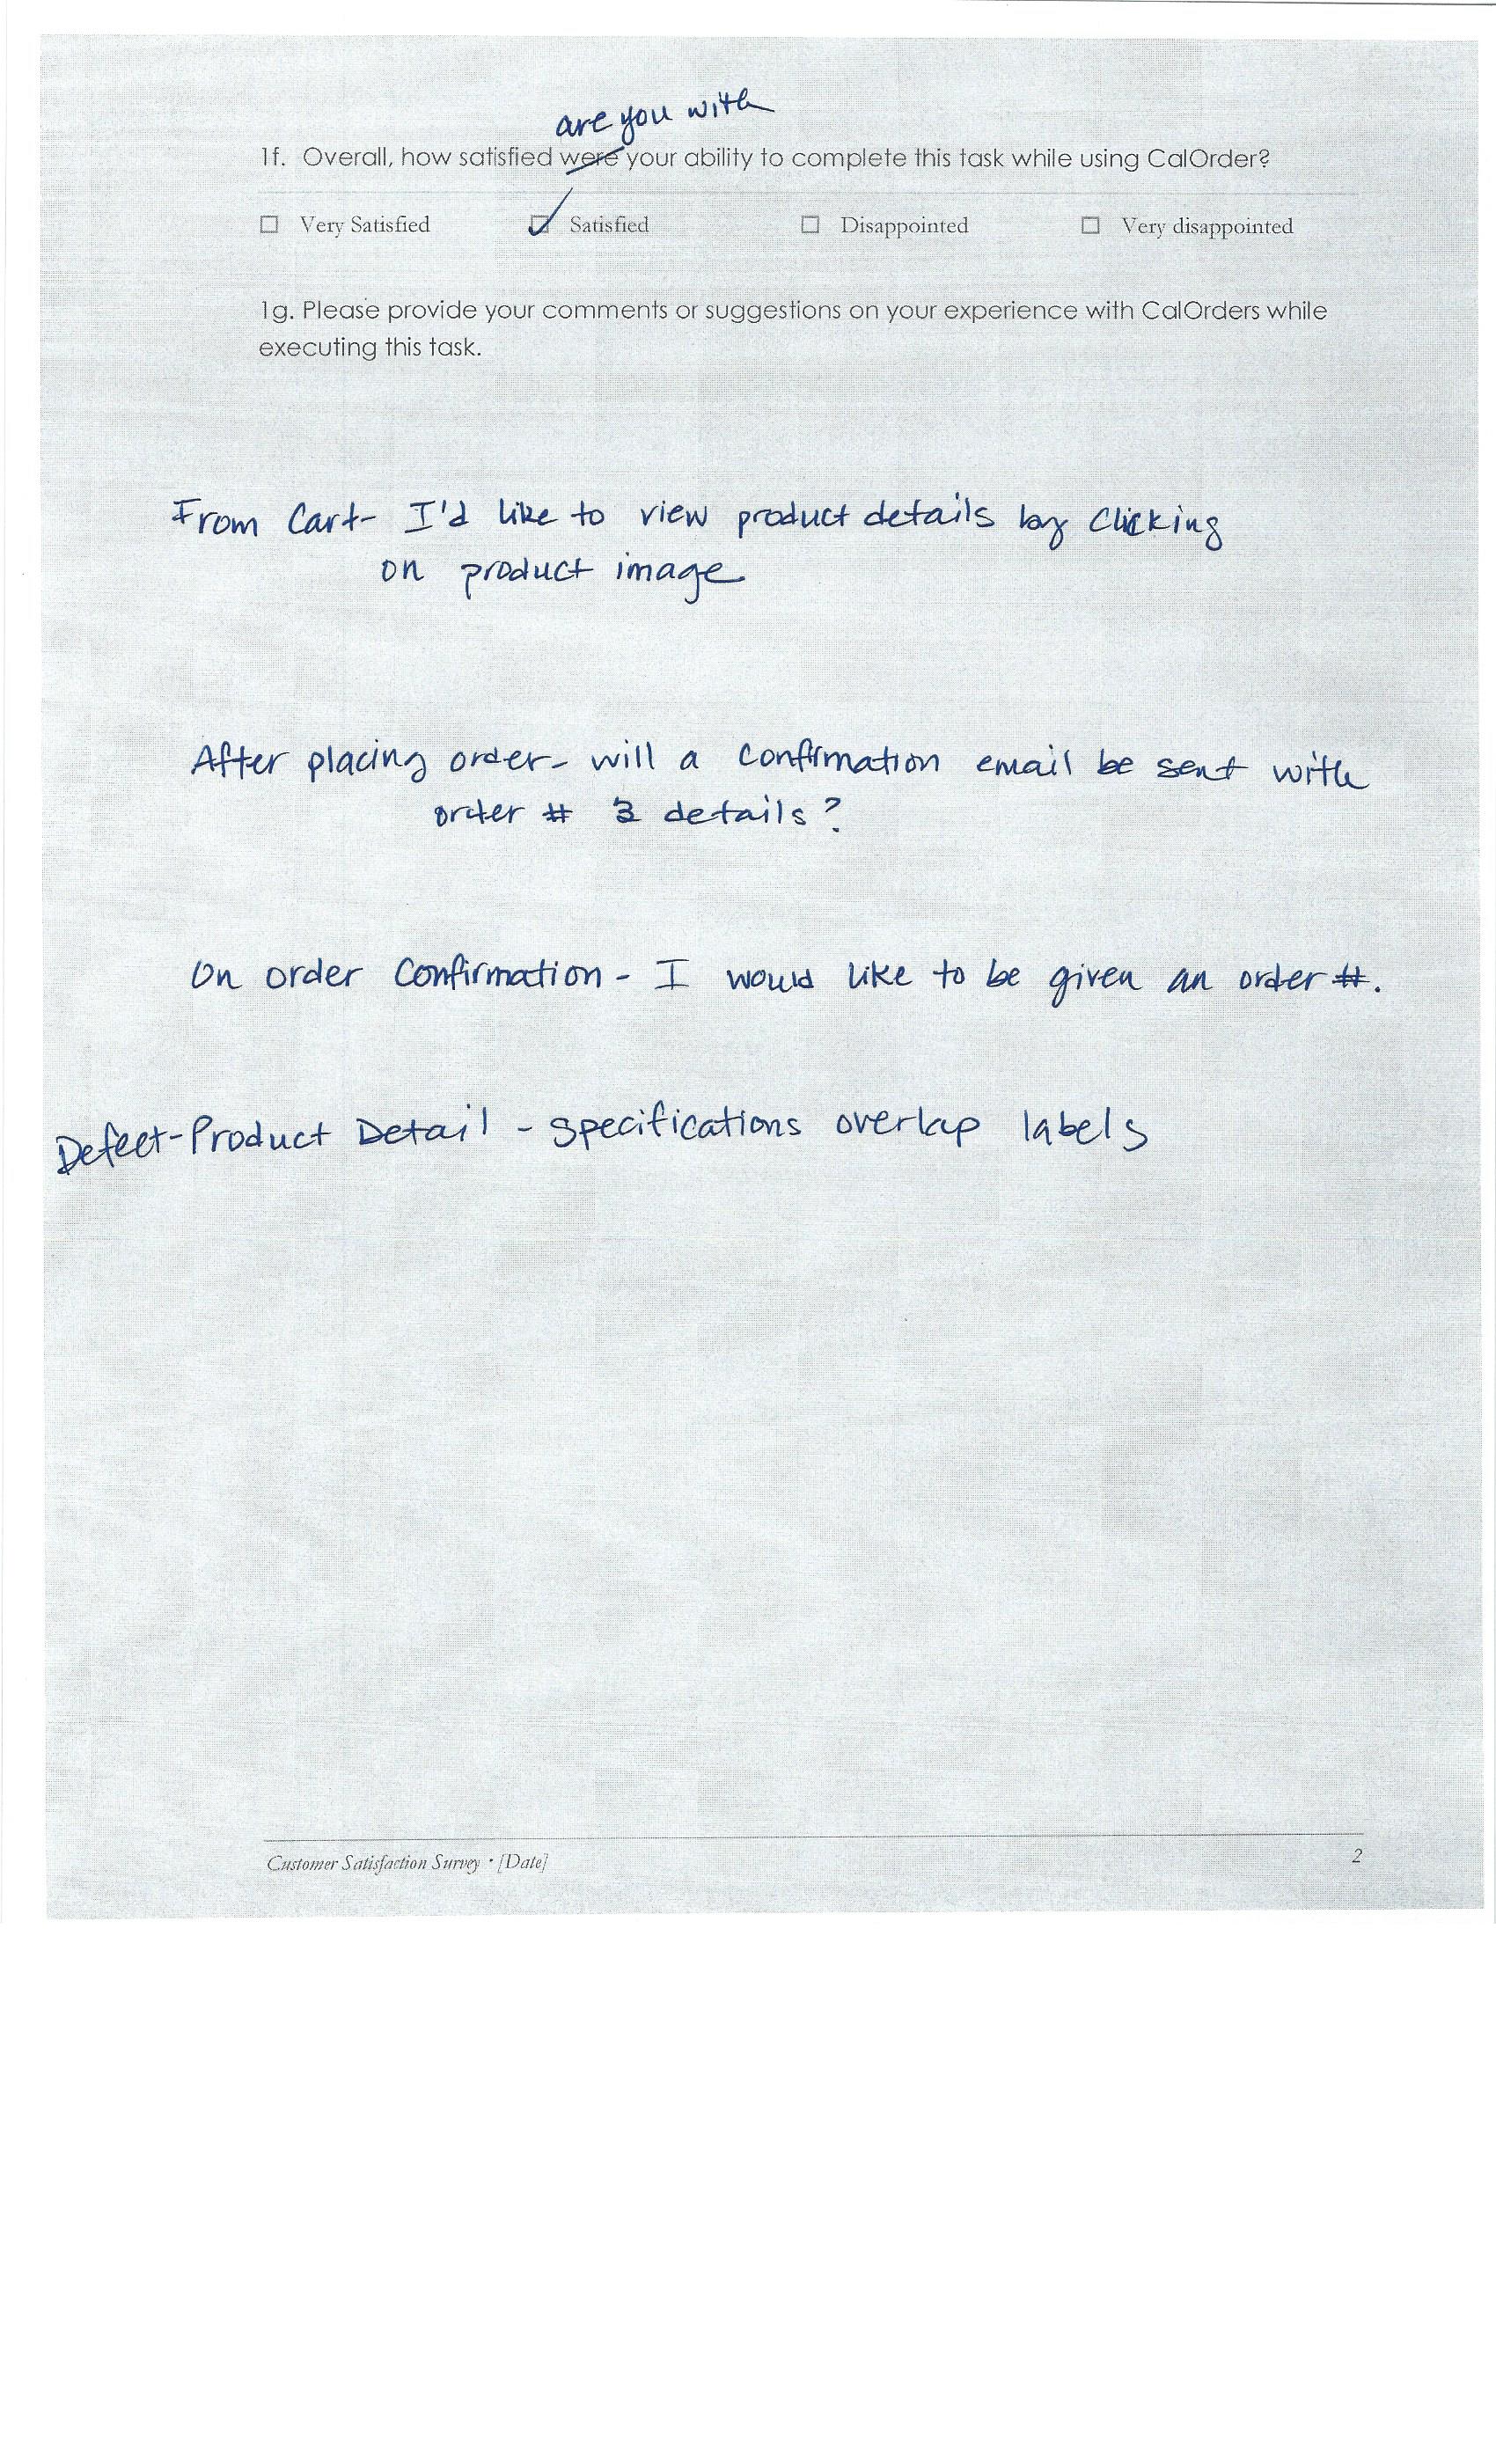 are you with
1f. Overall, how satisfied were your ability to complete this task while using CalOrder?
☐ Very Satisfied ☑ Satisfied ☐ Disappointed ☐ Very disappointed
1g. Please provide your comments or suggestions on your experience with CalOrders while
executing this task.
From Cart- I'd like to view product details by clicking
on product image
After placing order- will a confirmation email be sent with
order # & details?
On order Confirmation - I would like to be given an order #.
Defect-Product Detail - specifications overlap labels
Customer Satisfaction Survey • [Date] 2